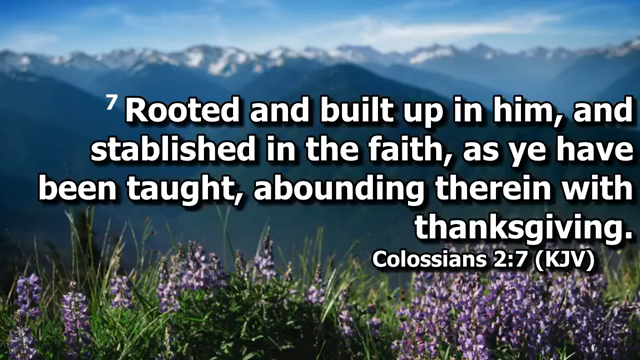 7 Rooted and built up in him, and
stablished in the faith, as ye have
been taught, abounding therein with
thanksgiving.
Colossians 2:7 (KJV)